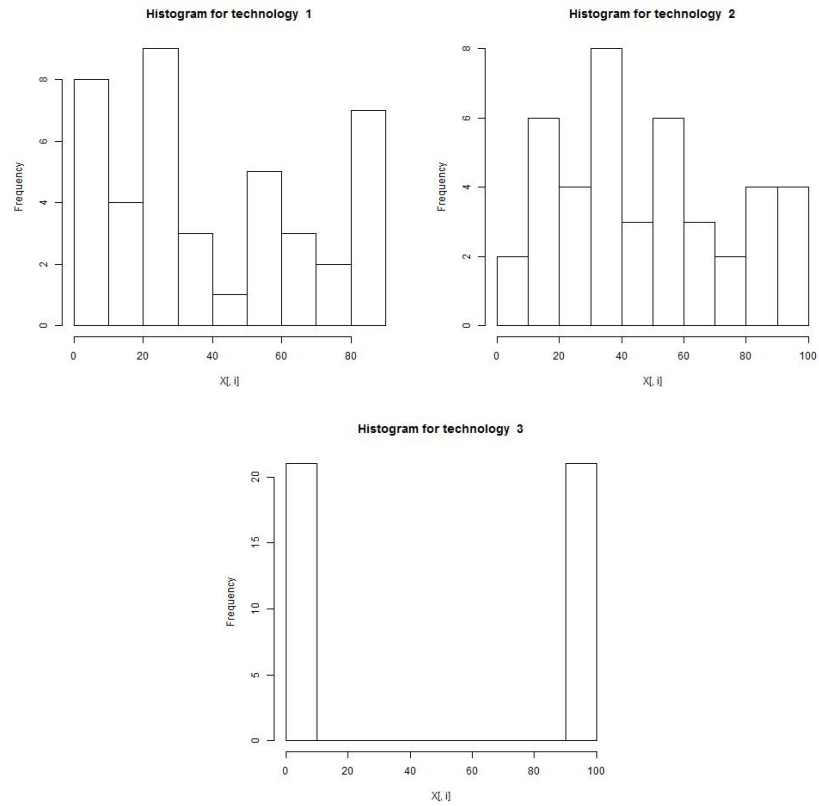 Histogram for technology 1
Frequency
0
2
4
6
8
0 20 40 60 80
X[, i]
Histogram for technology 2
Frequency
0
2
4
6
8
0 20 40 60 80 100
X[, i]
Histogram for technology 3
Frequency
0
5
10
15
20
0 20 40 60 80 100
X[, i]